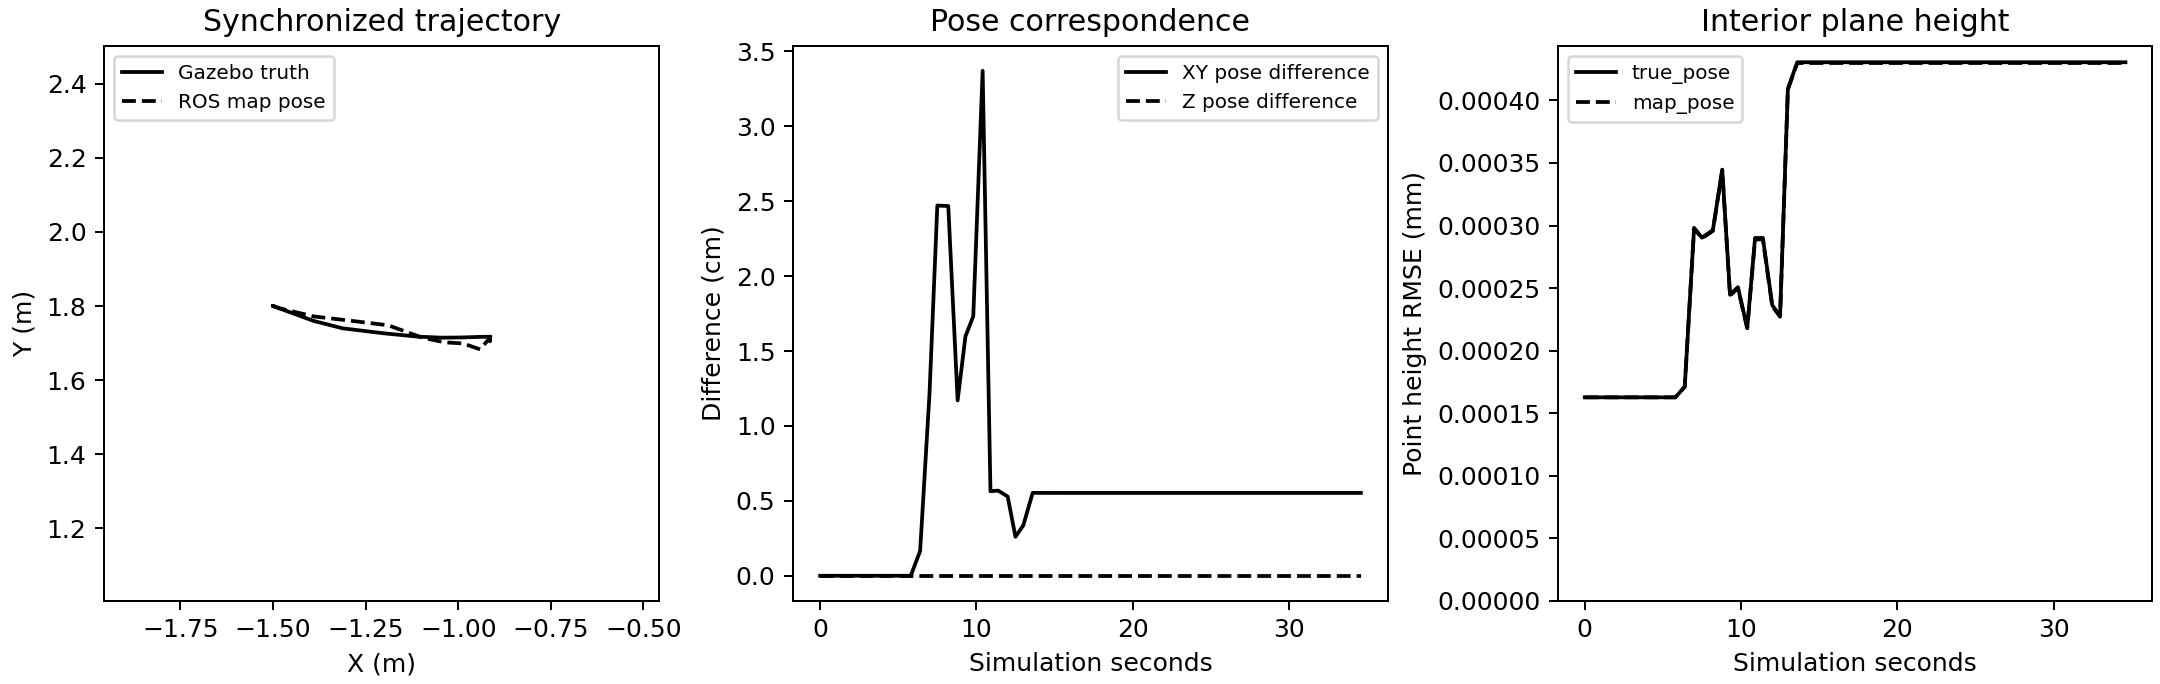 Synchronized trajectory
Gazebo truth
ROS map pose
2.4
2.2
2.0
1.8
1.6
1.4
1.2
Y (m)
−1.75 −1.50 −1.25 −1.00 −0.75 −0.50
X (m)
Pose correspondence
XY pose difference
Z pose difference
3.5
3.0
2.5
2.0
1.5
1.0
0.5
0.0
Difference (cm)
0 10 20 30
Simulation seconds
Interior plane height
true_pose
map_pose
0.00040
0.00035
0.00030
0.00025
0.00020
0.00015
0.00010
0.00005
0.00000
Point height RMSE (mm)
0 10 20 30
Simulation seconds